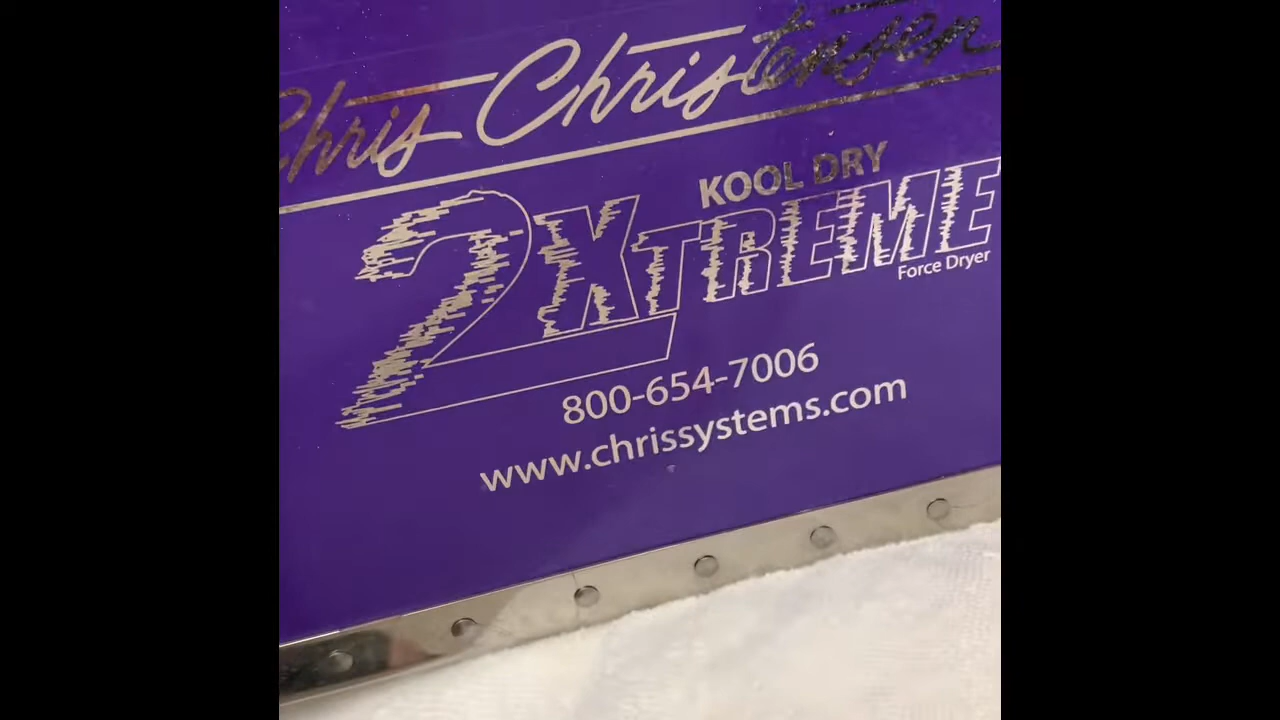 Chris Christensen
KOOL DRY
2XTREME
Force Dryer
800-654-7006
www.chrissystems.com